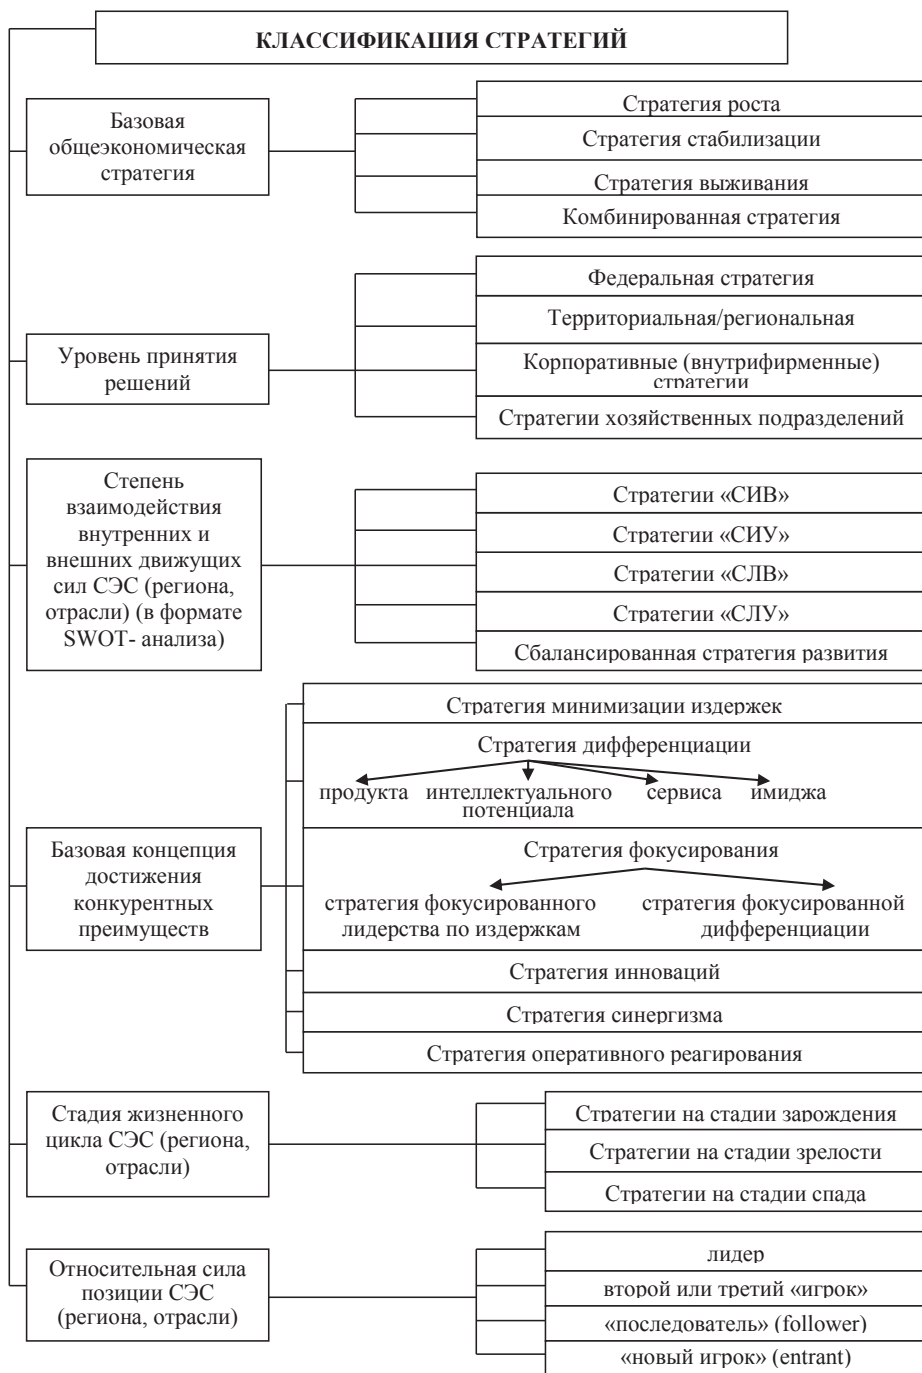 КЛАССИФИКАПИЯ СТРАТЕГИЙ
Базовая
общеэкономическая
стратегия
Стратегия роста
Стратегия стабилизации
Стратегия выживания
Комбинированная стратегия
Уровень принятия
решений
Федеральная стратегия
Территориальная/региональная
Корпоративные (внутрифирменные)
стратегии
Стратегии хозяйственных подразделений
Степень
взаимодействия
внутренних и
внешних движущих
сил СЭС (региона,
отрасли) (в формате
SWOT- анализа)
Стратегии «СИВ»
Стратегии «СИУ»
Стратегии «СЛВ»
Стратегии «СЛУ»
Сбалансированная стратегия развития
Базовая концепция
достижения
конкурентных
преимуществ
Стратегия минимизации издержек
Стратегия дифференциации
продукта интеллектуального сервиса имиджа
потенциала
Стратегия фокусирования
стратегия фокусированного стратегия фокусированной
лидерства по издержкам дифференциации
Стратегия инноваций
Стратегия синергизма
Стратегия оперативного реагирования
Стадия жизненного
цикла СЭС (региона,
отрасли)
Стратегии на стадии зарождения
Стратегии на стадии зрелости
Стратегии на стадии спада
Относительная сила
позиции СЭС
(региона, отрасли)
лидер
второй или третий «игрок»
«последователь» (follower)
«новый игрок» (entrant)